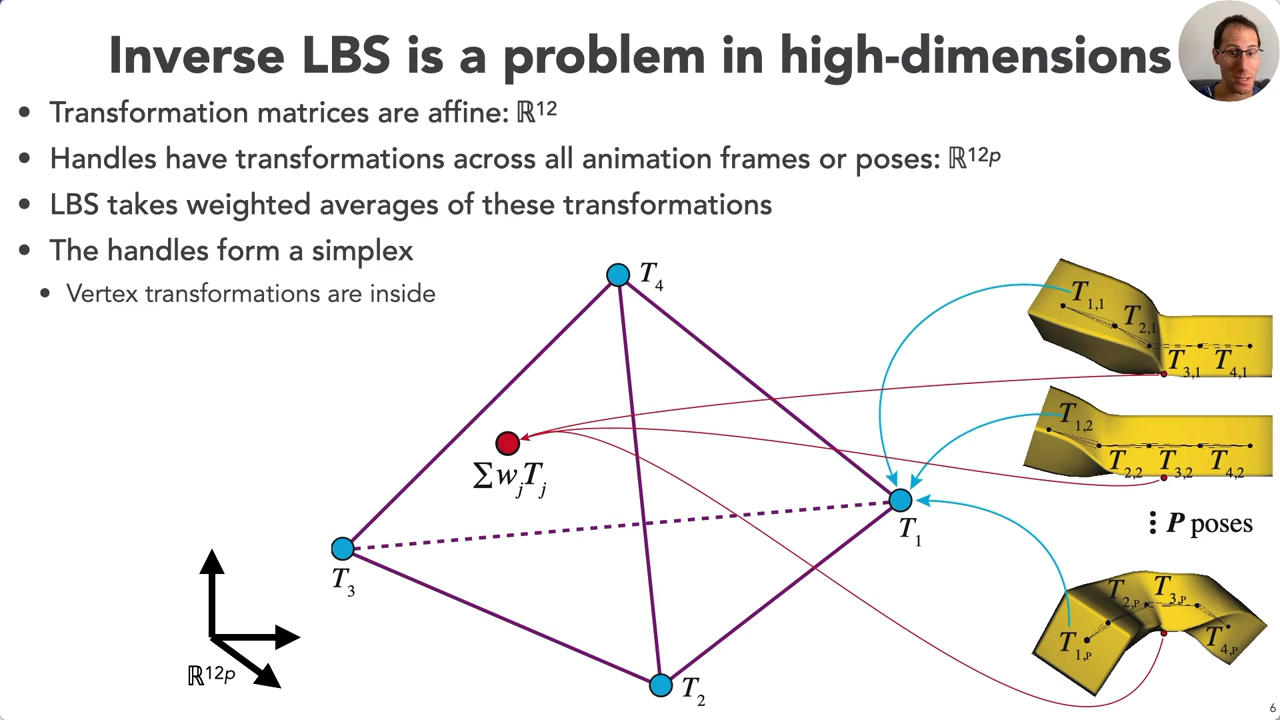 Inverse LBS is a problem in high-dimensions
• Transformation matrices are affine: ℝ¹²
• Handles have transformations across all animation frames or poses: ℝ¹²ᵖ
• LBS takes weighted averages of these transformations
• The handles form a simplex
• Vertex transformations are inside
T₄
T₁,₁
T₂,₁
T₃,₁
T₄,₁
T₁,₂
T₂,₂
T₃,₂
T₄,₂
∑wⱼTⱼ
T₁
⋮ P poses
T₃
T₂,P
T₃,P
T₁,P
T₄,P
ℝ¹²ᵖ
T₂
6